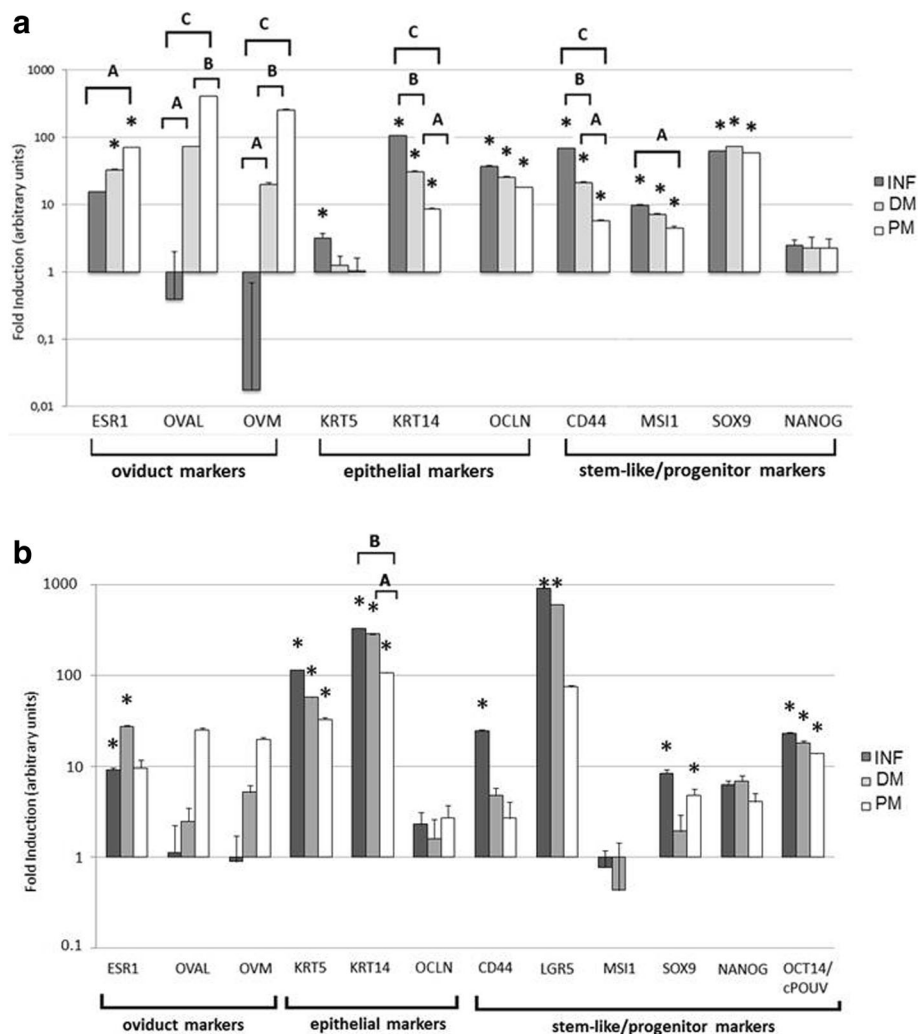 a
C C C C
B B B B
A A A A A A
* * * * * * * * * * * * * * * * * *
1000
100
10
1
0,1
0,01
Fold Induction (arbitrary units)
INF
DM
PM
ESR1 OVAL OVM KRT5 KRT14 OCLN CD44 MSI1 SOX9 NANOG
oviduct markers epithelial markers stem-like/progenitor markers
b
B
A
* * * * * * * * * * * * * * * *
1000
100
10
1
0.1
Fold Induction (arbitrary units)
INF
DM
PM
ESR1 OVAL OVM KRT5 KRT14 OCLN CD44 LGR5 MSI1 SOX9 NANOG OCT14/
cPOUV
oviduct markers epithelial markers stem-like/progenitor markers